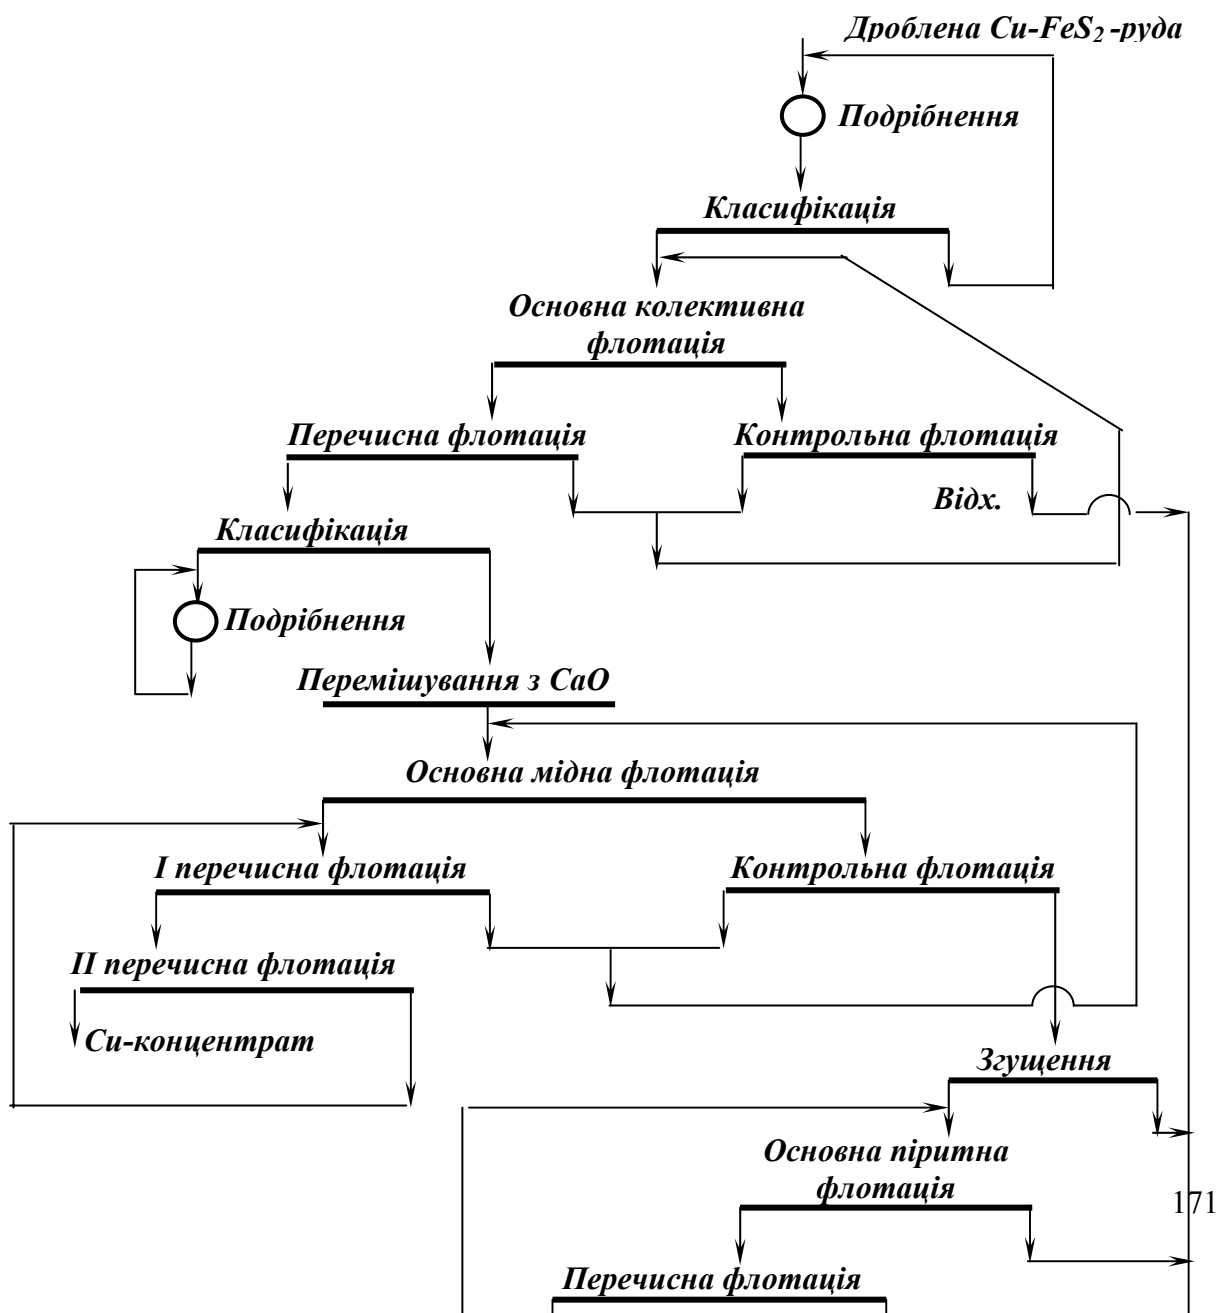 Дроблена Cu-FeS2-руда
Подрібнення
Класифікація
Основна колективна
флотація
Перечисна флотація
Контрольна флотація
Відх.
Класифікація
Подрібнення
Перемішування з CaO
Основна мідна флотація
I перечисна флотація
Контрольна флотація
II перечисна флотація
Си-концентрат
Згущення
Основна піритна
флотація
171
Перечисна флотація